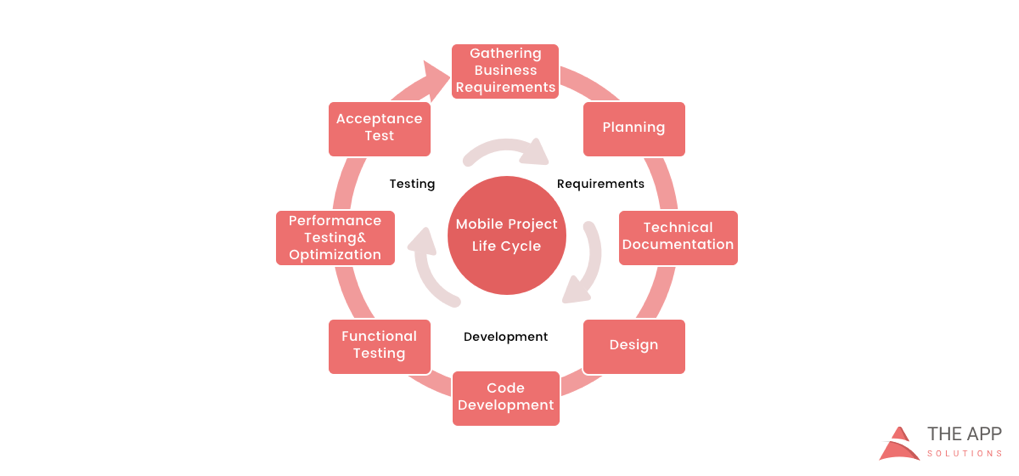 Gathering
Business
Requirements
Planning
Technical
Documentation
Design
Code
Development
Functional
Testing
Performance
Testing&
Optimization
Acceptance
Test
Testing
Requirements
Development
Mobile Project
Life Cycle
THE APP
SOLUTIONS